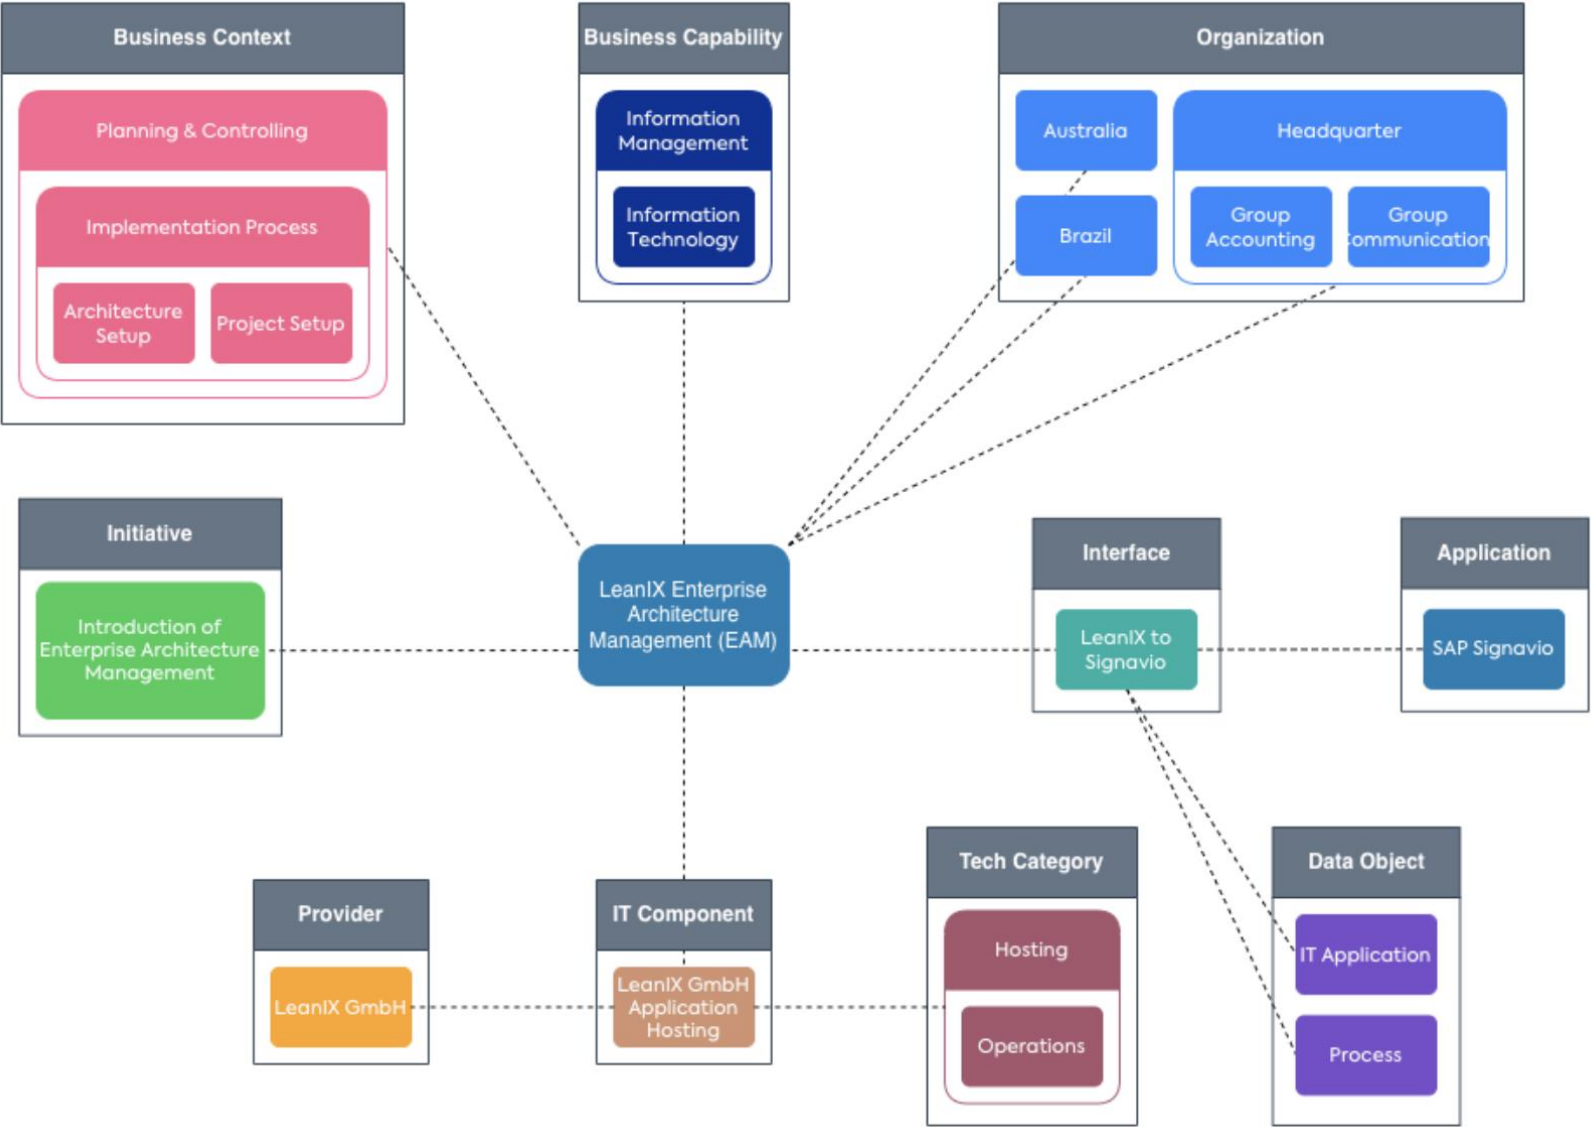 Business Context
Planning & Controlling
Implementation Process
Architecture
Setup
Project Setup
Business Capability
Information
Management
Information
Technology
Organization
Australia
Brazil
Headquarter
Group
Accounting
Group
ommunication
Initiative
Introduction of
Enterprise Architecture
Management
LeanIX Enterprise
Architecture
Management (EAM)
Interface
LeanIX to
Signavio
Application
SAP Signavio
Provider
LeanIX GmbH
IT Component
LeanIX GmbH
Application
Hosting
Tech Category
Hosting
Operations
Data Object
IT Application
Process